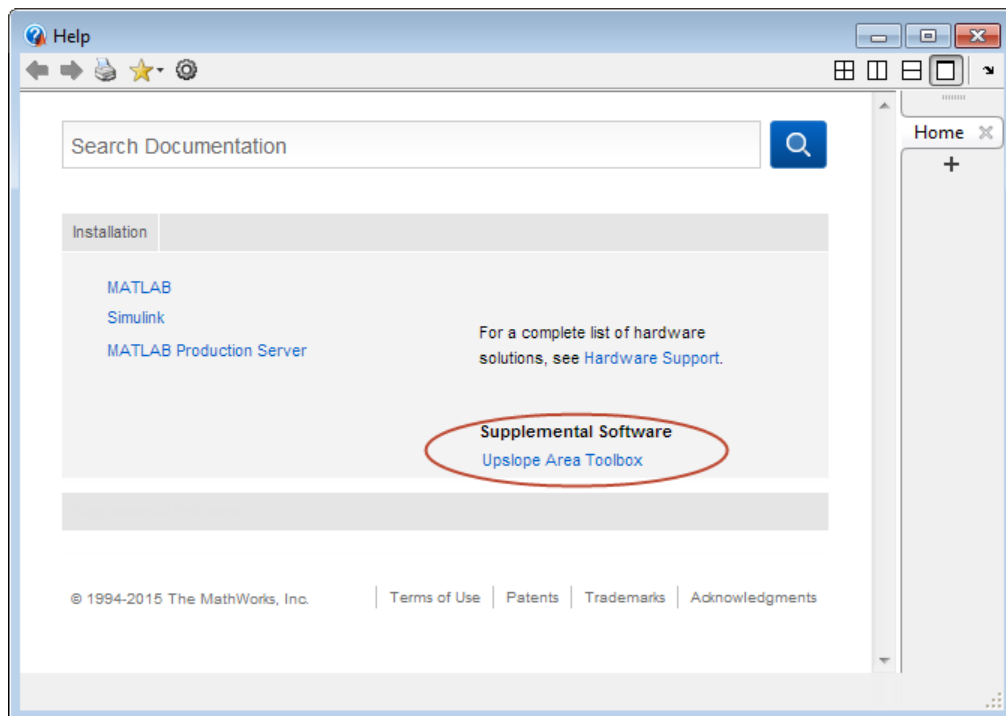 Help
Home
Search Documentation
Installation
MATLAB
Simulink
MATLAB Production Server
For a complete list of hardware
solutions, see Hardware Support.
Supplemental Software
Upslope Area Toolbox
© 1994-2015 The MathWorks, Inc.
Terms of Use
Patents
Trademarks
Acknowledgments